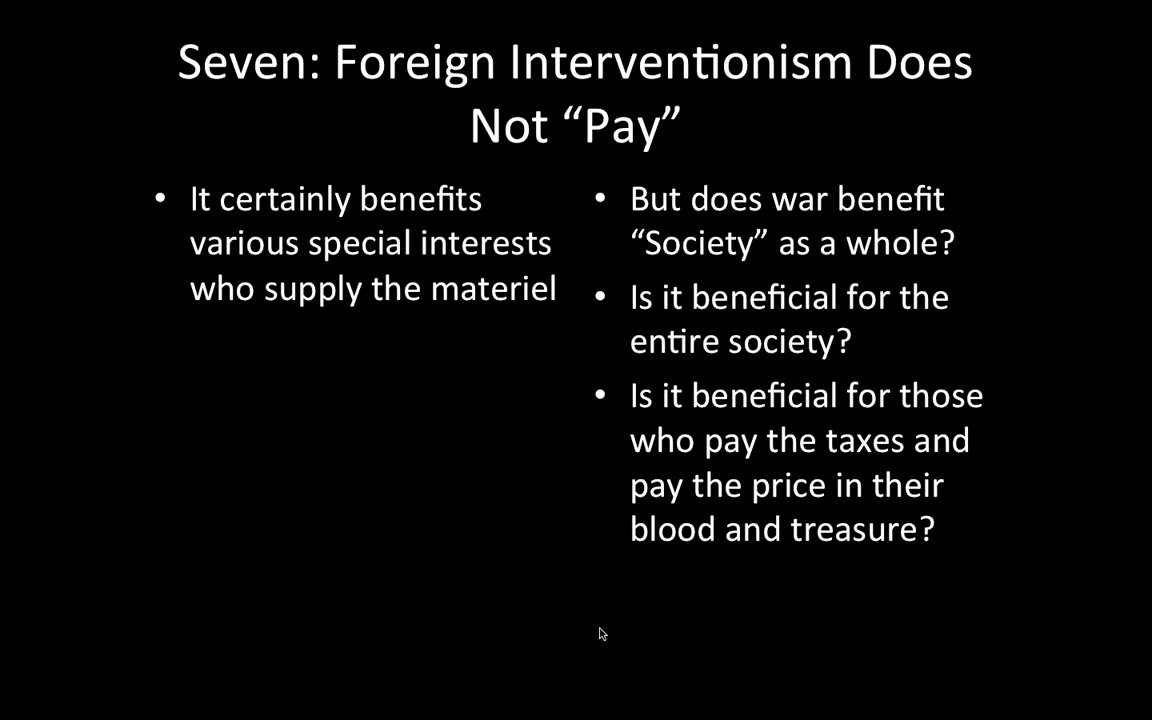 Seven: Foreign Interventionism Does
Not “Pay”
• It certainly benefits
various special interests
who supply the materiel
• But does war benefit
“Society” as a whole?
• Is it beneficial for the
entire society?
• Is it beneficial for those
who pay the taxes and
pay the price in their
blood and treasure?